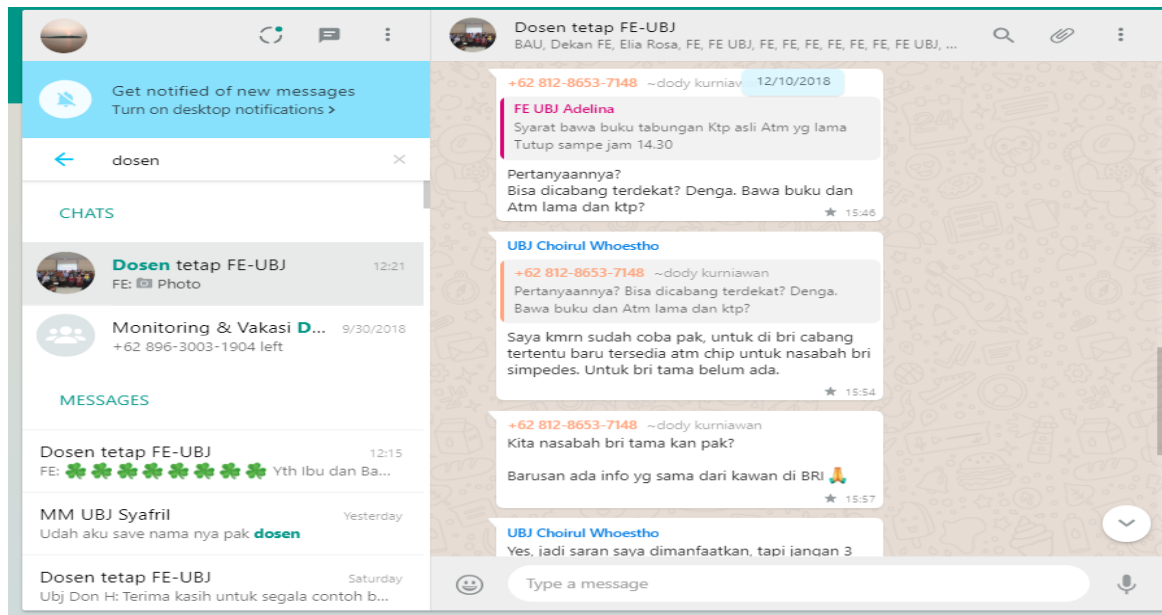 Get notified of new messages
Turn on desktop notifications >
dosen
CHATS
Dosen tetap FE-UBJ 12:21
FE: Photo
Monitoring & Vakasi D... 9/30/2018
+62 896-3003-1904 left
MESSAGES
Dosen tetap FE-UBJ 12:15
FE: ☘☘☘☘☘☘☘☘ Yth Ibu dan Ba...
MM UBJ Syafril Yesterday
Udah aku save nama nya pak dosen
Dosen tetap FE-UBJ Saturday
Ubj Don H: Terima kasih untuk segala contoh b...
Dosen tetap FE-UBJ
BAU, Dekan FE, Elia Rosa, FE, FE UBJ, FE, FE, FE, FE, FE, FE, FE UBJ, ...
12/10/2018
+62 812-8653-7148 ~dody kurniaw
FE UBJ Adelina
Syarat bawa buku tabungan Ktp asli Atm yg lama
Tutup sampe jam 14.30
Pertanyaannya?
Bisa dicabang terdekat? Denga. Bawa buku dan
Atm lama dan ktp?
★ 15:46
UBJ Choirul Whoestho
+62 812-8653-7148 ~dody kurniawan
Pertanyaannya? Bisa dicabang terdekat? Denga.
Bawa buku dan Atm lama dan ktp?
Saya kmrn sudah coba pak, untuk di bri cabang
tertentu baru tersedia atm chip untuk nasabah bri
simpedes. Untuk bri tama belum ada.
★ 15:54
+62 812-8653-7148 ~dody kurniawan
Kita nasabah bri tama kan pak?
Barusan ada info yg sama dari kawan di BRI 🙏
★ 15:57
UBJ Choirul Whoestho
Yes, jadi saran saya dimanfaatkan, tapi jangan 3
Type a message